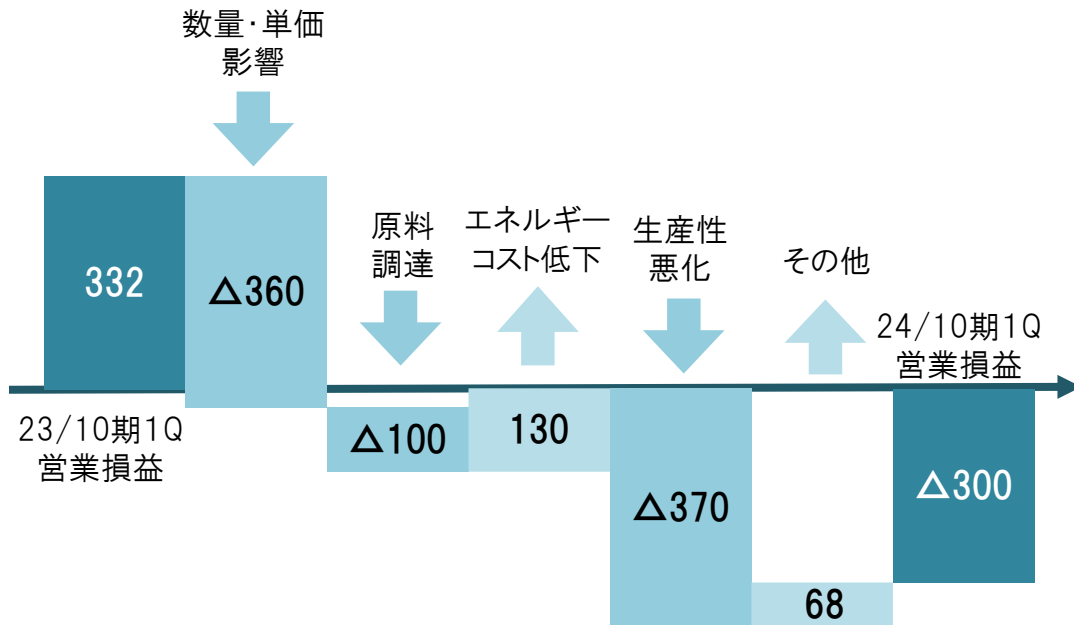 数量･単価
影響
332
△360
原料
調達
エネルギー
コスト低下
生産性
悪化
その他
24/10期1Q
営業損益
23/10期1Q
営業損益
△100
130
△370
△300
68